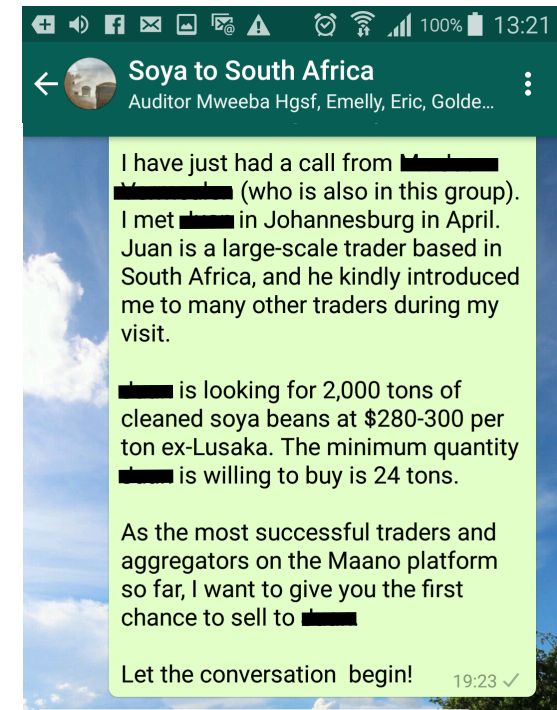 100% 13:21
Soya to South Africa
Auditor Mweeba Hgsf, Emelly, Eric, Golde...
I have just had a call from
(who is also in this group).
I met in Johannesburg in April.
Juan is a large-scale trader based in
South Africa, and he kindly introduced
me to many other traders during my
visit.
is looking for 2,000 tons of
cleaned soya beans at $280-300 per
ton ex-Lusaka. The minimum quantity
is willing to buy is 24 tons.
As the most successful traders and
aggregators on the Maano platform
so far, I want to give you the first
chance to sell to
Let the conversation  begin!
19:23